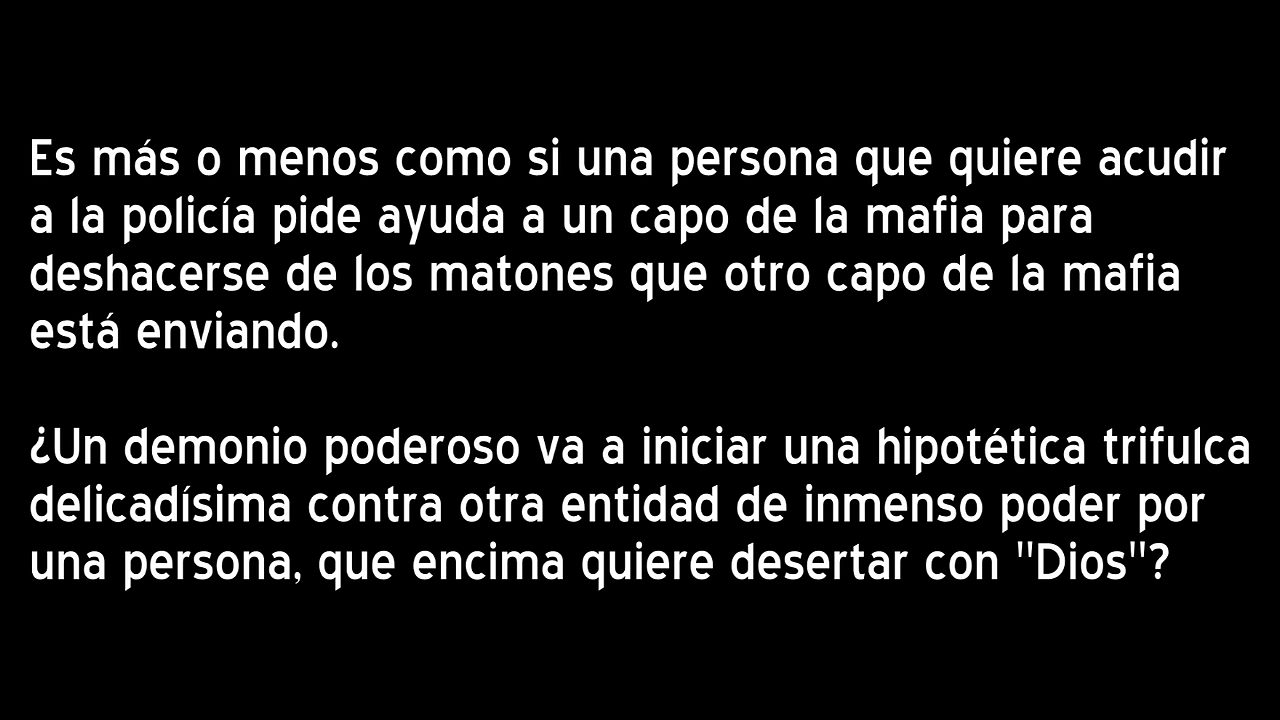 Es más o menos como si una persona que quiere acudir
a la policía pide ayuda a un capo de la mafia para
deshacerse de los matones que otro capo de la mafia
está enviando.
¿Un demonio poderoso va a iniciar una hipotética trifulca
delicadísima contra otra entidad de inmenso poder por
una persona, que encima quiere desertar con "Dios"?